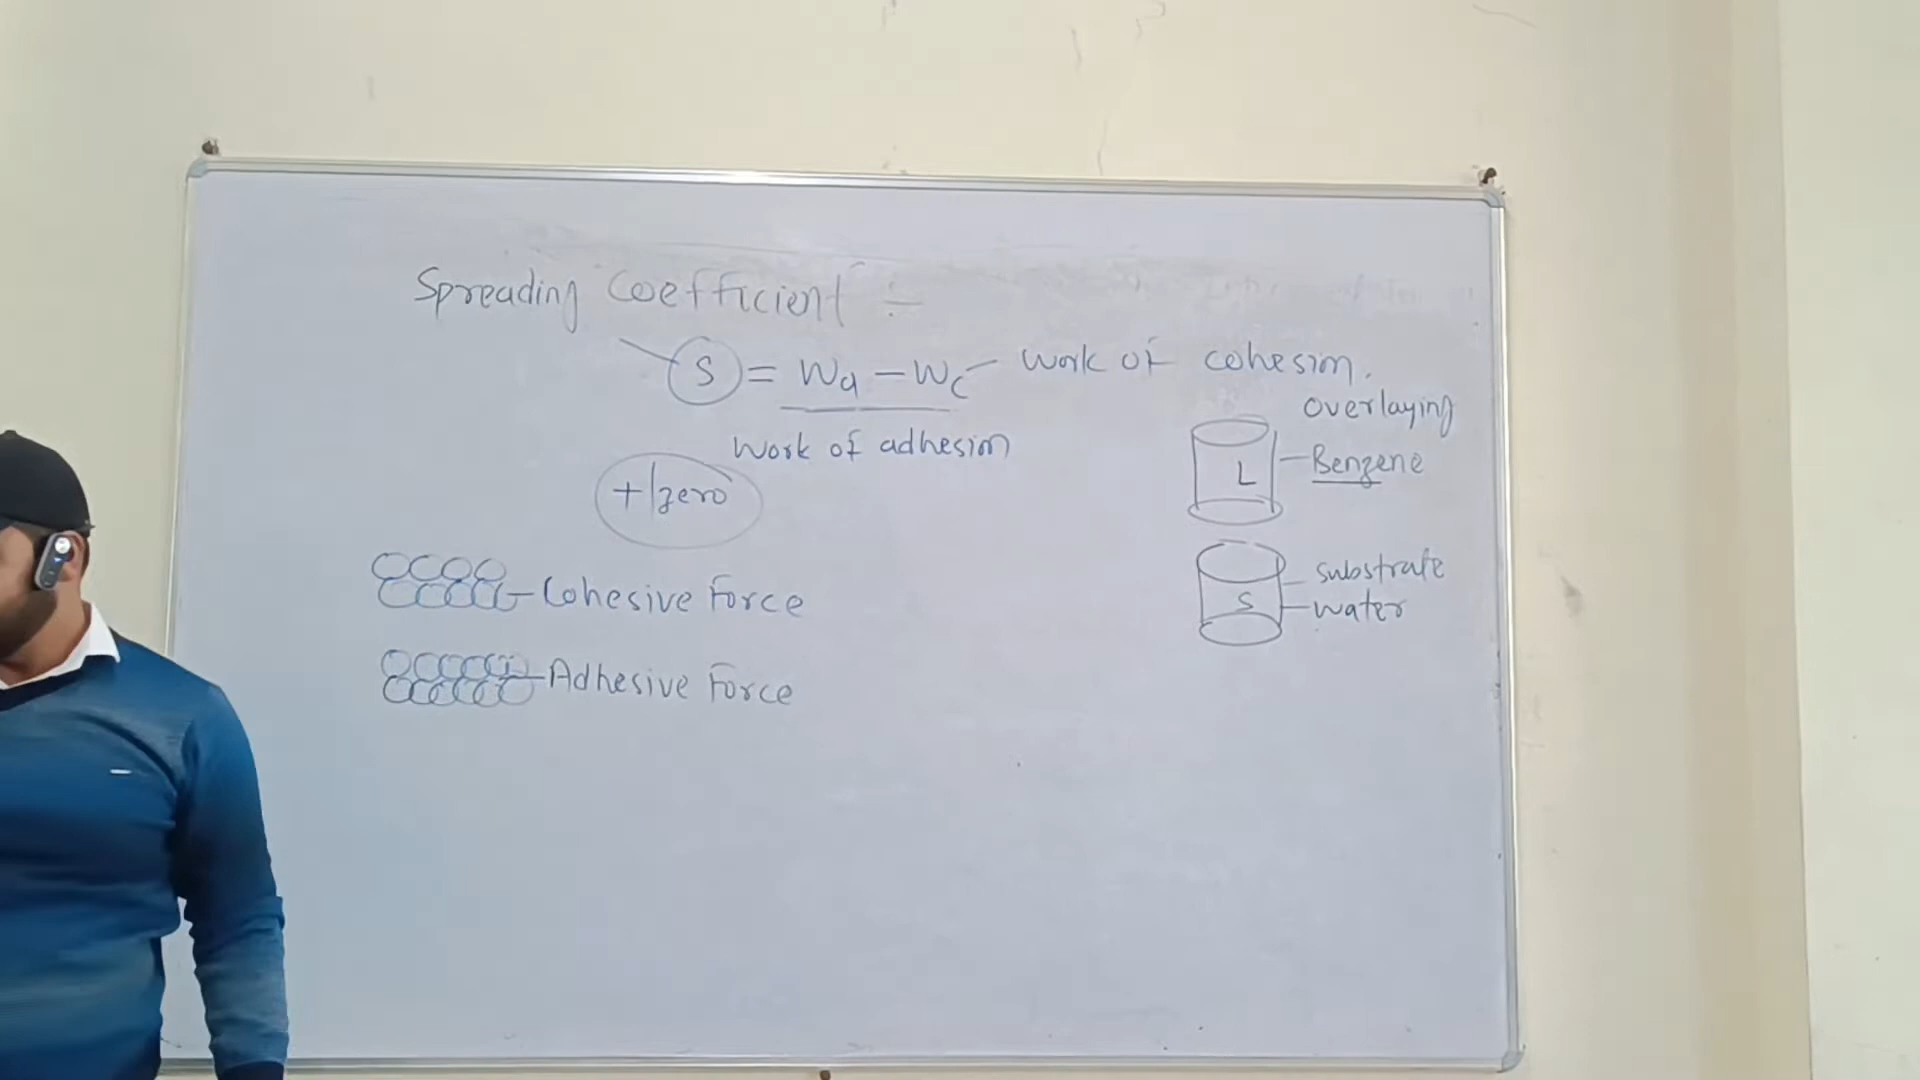 Spreading Coefficient :-
S = Wa - Wc - Work of cohesion.
Work of adhesion
+/zero
overlaying
L - Benzene
Cohesive Force
substrate
S - water
Adhesive Force